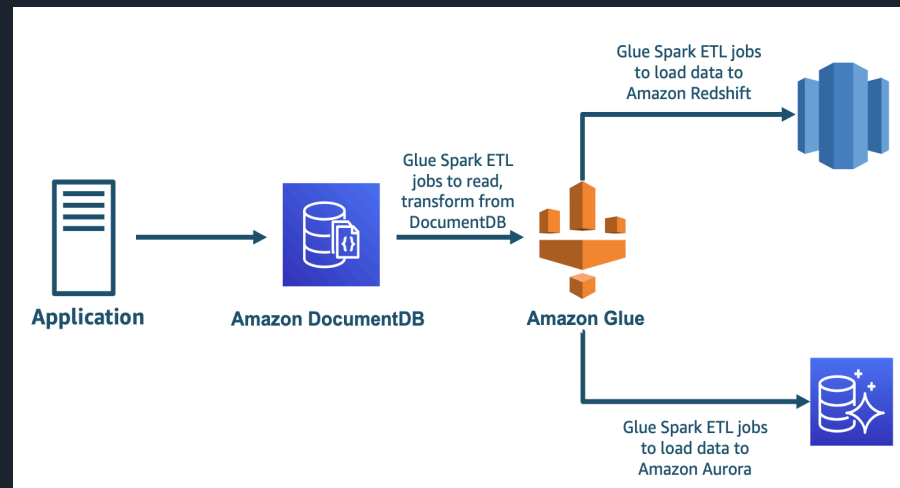 Glue Spark ETL jobs
to load data to
Amazon Redshift
Glue Spark ETL
jobs to read,
transform from
DocumentDB
{}
Application
Amazon DocumentDB
Amazon Glue
Glue Spark ETL jobs
to load data to
Amazon Aurora